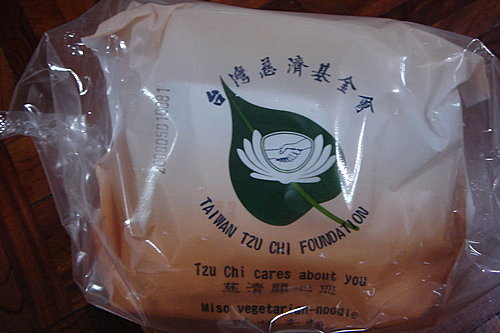 台灣慈濟基金會
TAIWAN TZU CHI FOUNDATION
Tzu Chi cares about you
慈濟關心您
Miso vegetarian-noodle